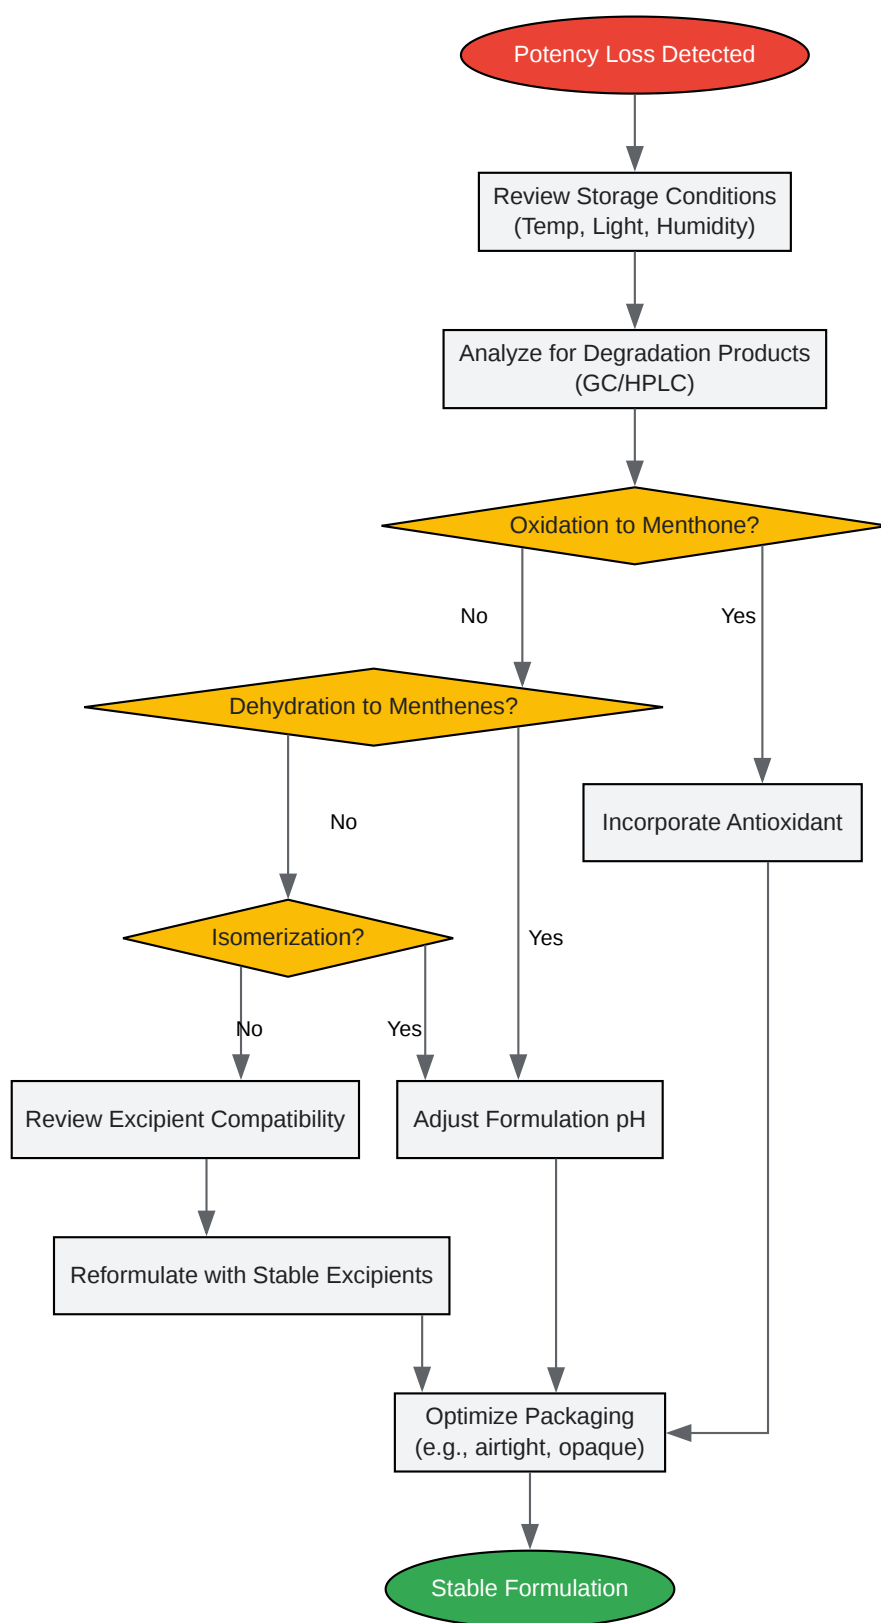 Potency Loss Detected
Review Storage Conditions
(Temp, Light, Humidity)
Analyze for Degradation Products
(GC/HPLC)
Oxidation to Menthone?
No
Yes
Dehydration to Menthenes?
No
Incorporate Antioxidant
Isomerization?
Yes
No
Yes
Review Excipient Compatibility
Adjust Formulation pH
Reformulate with Stable Excipients
Optimize Packaging
(e.g., airtight, opaque)
Stable Formulation